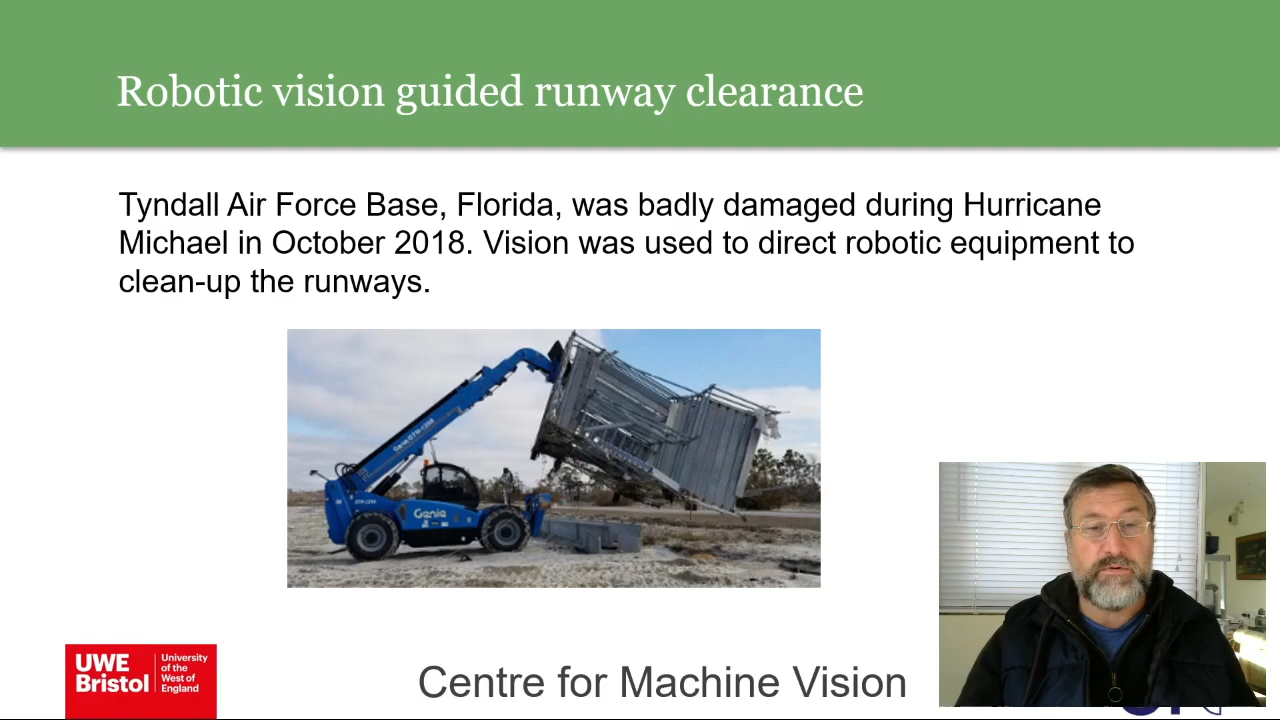 Robotic vision guided runway clearance
Tyndall Air Force Base, Florida, was badly damaged during Hurricane
Michael in October 2018. Vision was used to direct robotic equipment to
clean-up the runways.
Genie
UWE
Bristol
University
of the
West of
England
Centre for Machine Vision